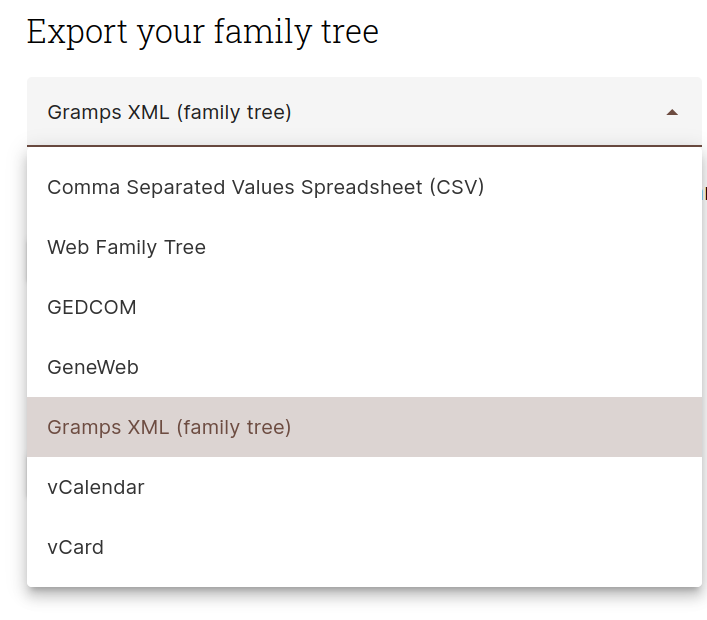 Export your family tree
Gramps XML (family tree)
Comma Separated Values Spreadsheet (CSV)
Web Family Tree
GEDCOM
GeneWeb
Gramps XML (family tree)
vCalendar
vCard